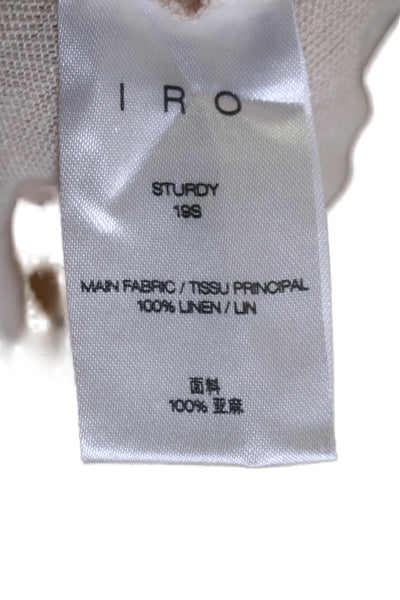 IRO
STURDY
19S
MAIN FABRIC / TISSU PRINCIPAL
100% LINEN / LIN
面料
100% 亚麻